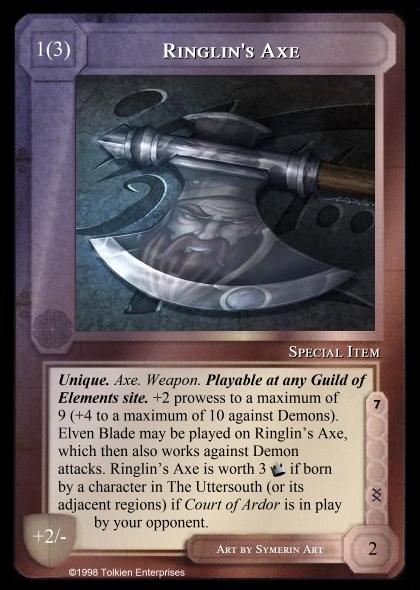 1(3)
Ringlin's Axe
Special Item
Unique. Axe. Weapon. Playable at any Guild of
Elements site. +2 prowess to a maximum of
9 (+4 to a maximum of 10 against Demons).
Elven Blade may be played on Ringlin's Axe,
which then also works against Demon
attacks. Ringlin's Axe is worth 3 if born
by a character in The Uttersouth (or its
adjacent regions) if Court of Ardor is in play
by your opponent.
7
+2/-
Art by Symerin Art
2
©1998 Tolkien Enterprises